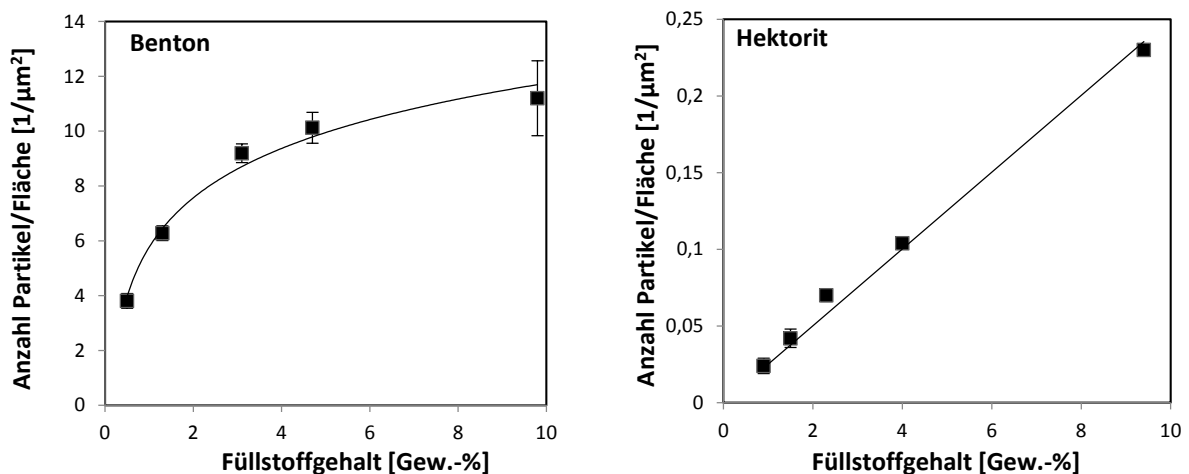 Benton
Anzahl Partikel/Fläche [1/µm²]
14
12
10
8
6
4
2
0
0 2 4 6 8 10
Füllstoffgehalt [Gew.-%]
Hektorit
Anzahl Partikel/Fläche [1/µm²]
0,25
0,2
0,15
0,1
0,05
0
0 2 4 6 8 10
Füllstoffgehalt [Gew.-%]